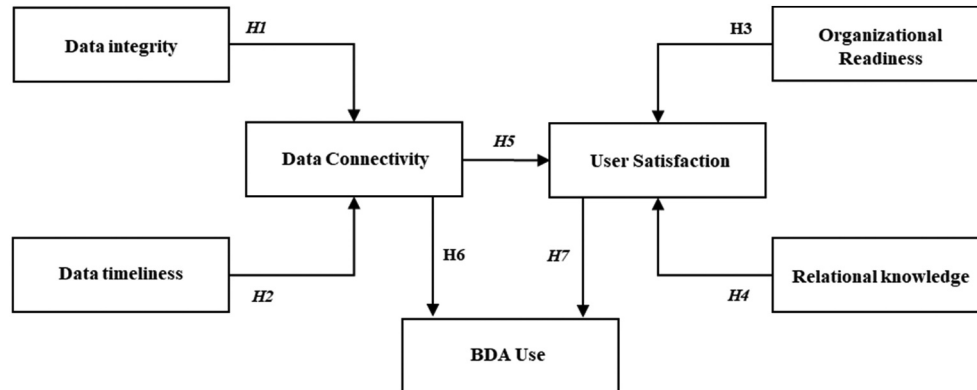 Data integrity
H1
H3
Organizational
Readiness
Data Connectivity
H5
User Satisfaction
Data timeliness
H2
H6
H7
H4
Relational knowledge
BDA Use